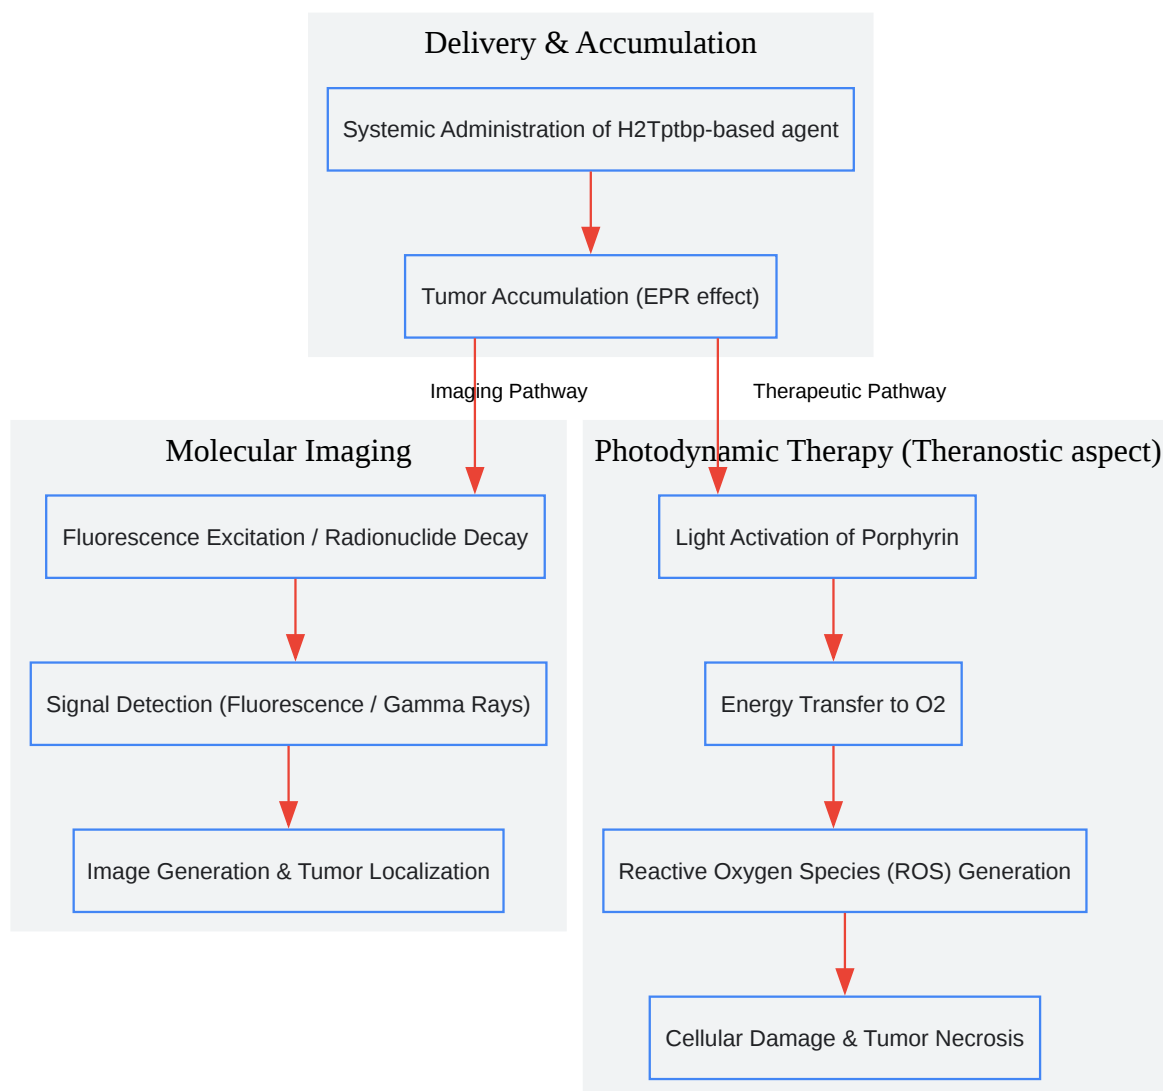 Delivery & Accumulation
Systemic Administration of H2Tptbp-based agent
Tumor Accumulation (EPR effect)
Imaging Pathway
Therapeutic Pathway
Molecular Imaging
Fluorescence Excitation / Radionuclide Decay
Signal Detection (Fluorescence / Gamma Rays)
Image Generation & Tumor Localization
Photodynamic Therapy (Theranostic aspect)
Light Activation of Porphyrin
Energy Transfer to O2
Reactive Oxygen Species (ROS) Generation
Cellular Damage & Tumor Necrosis